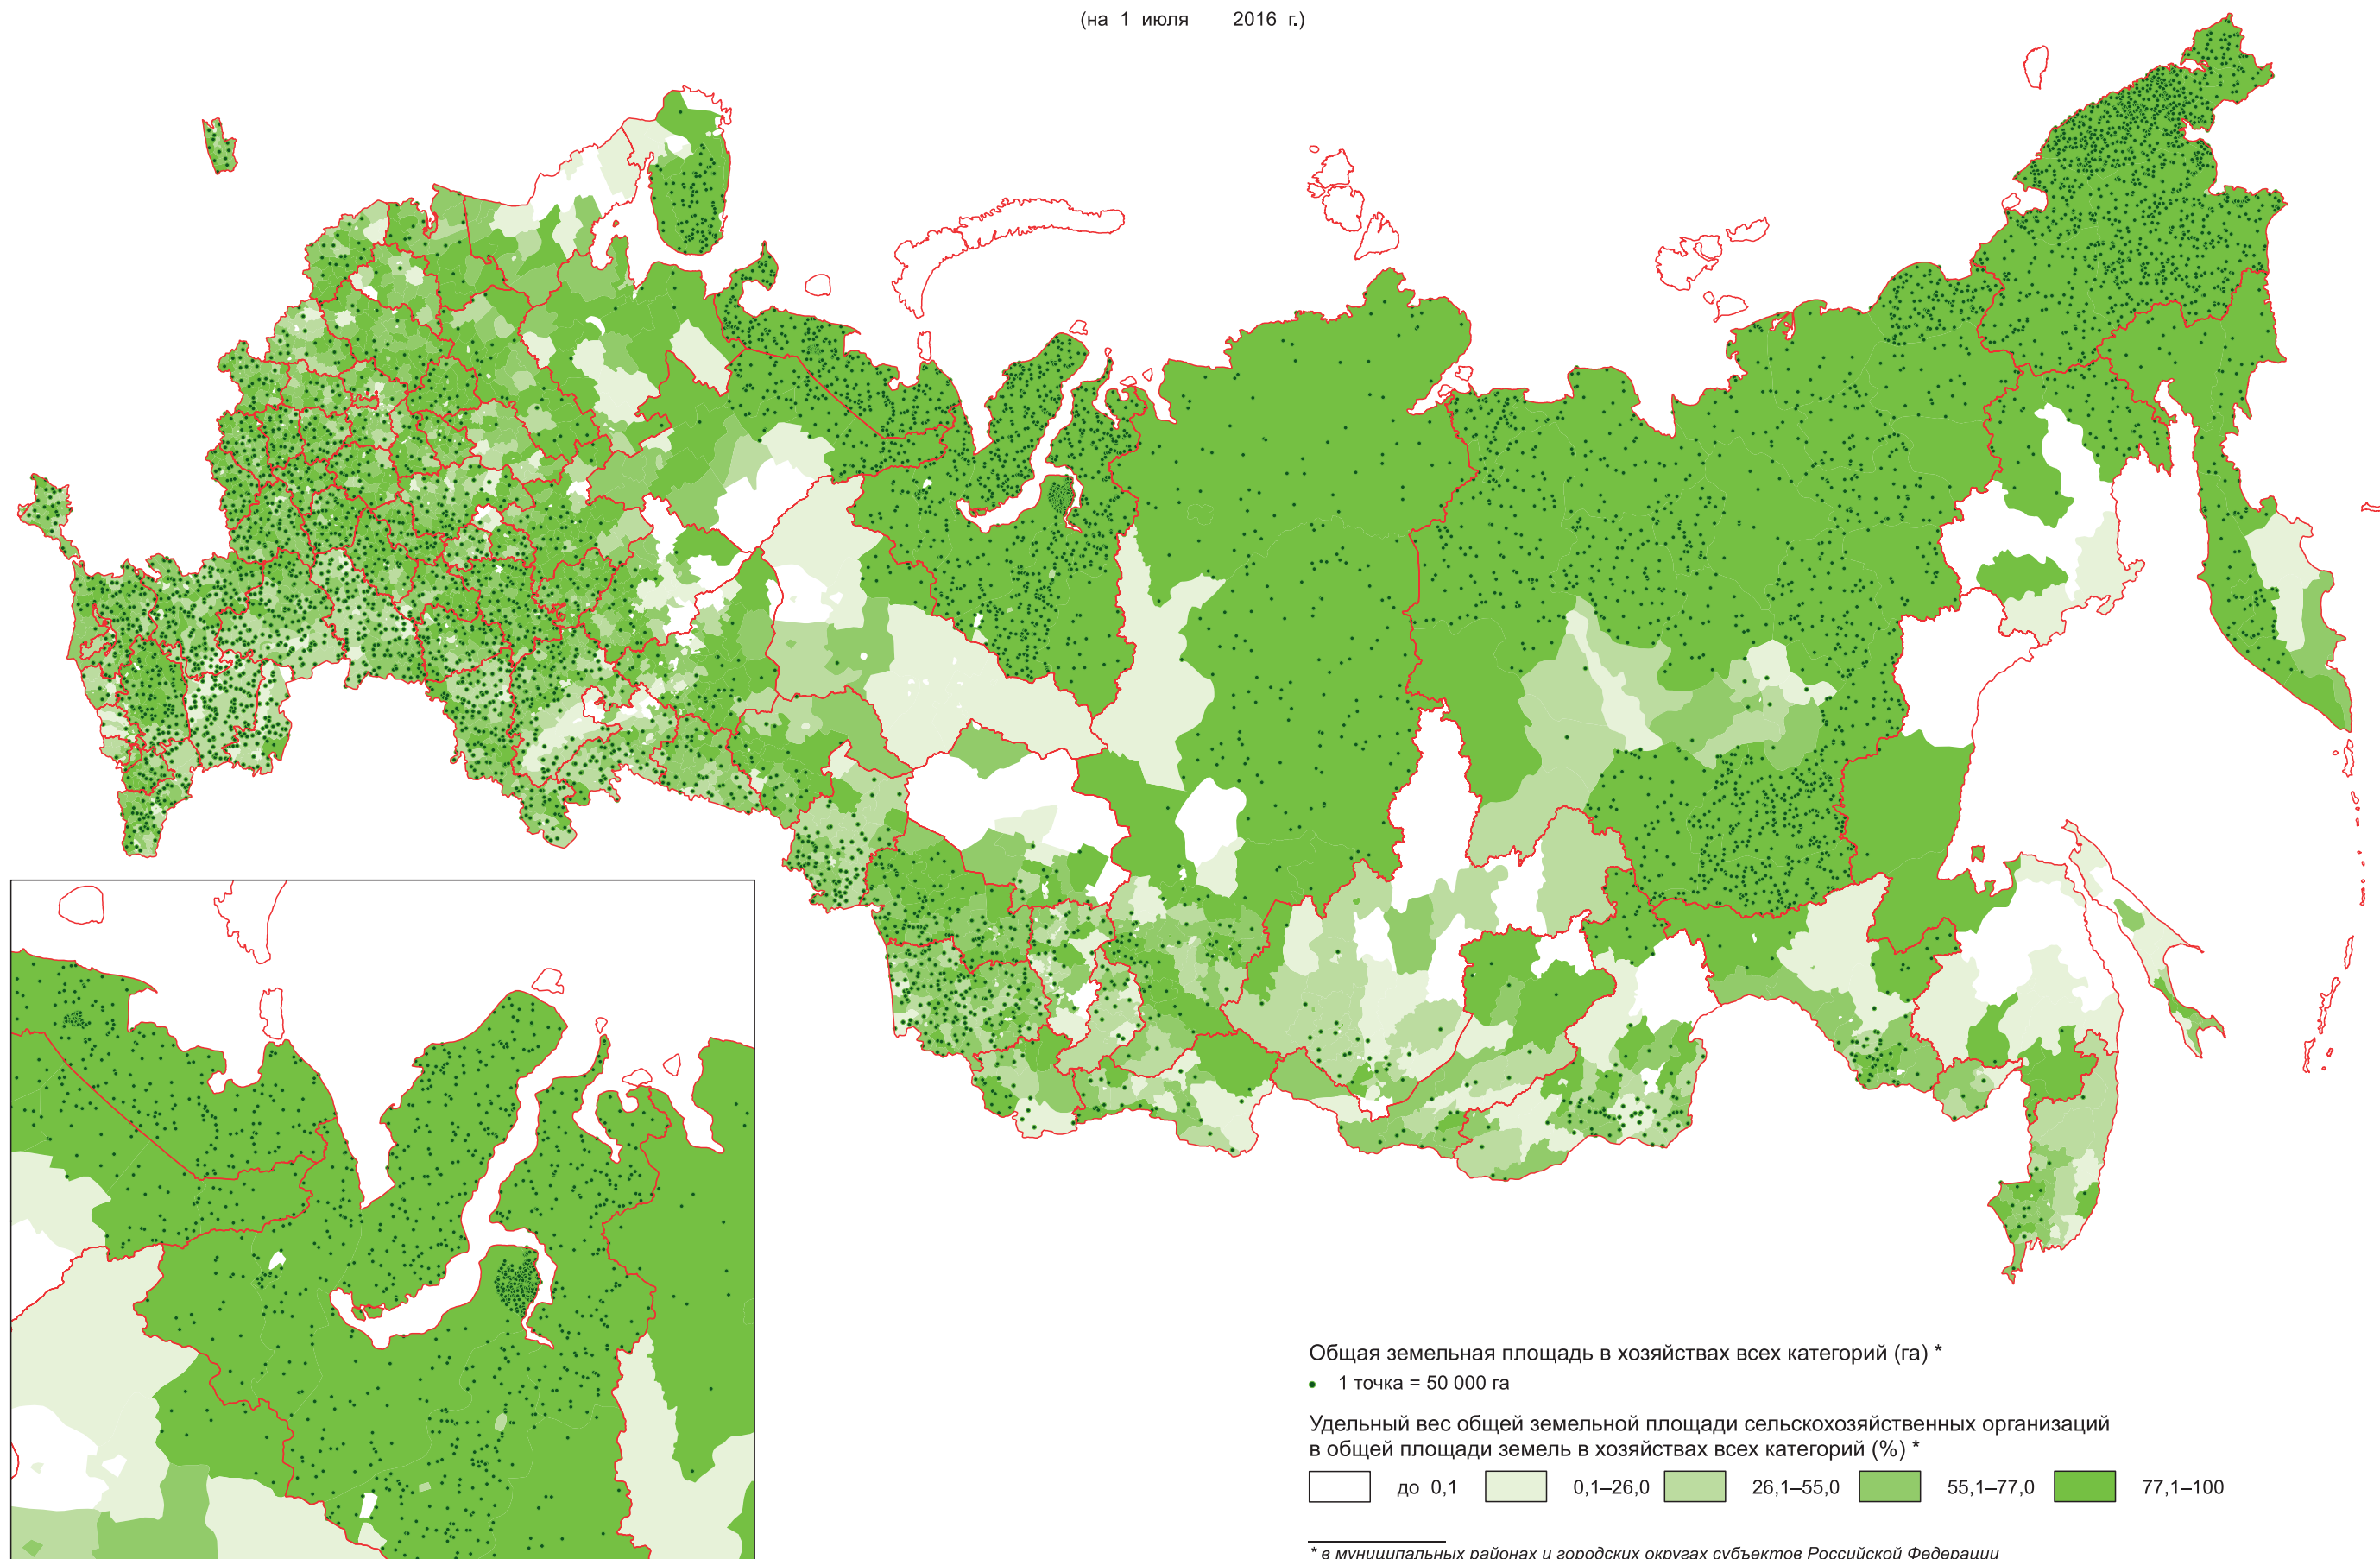 (на 1 июля 2016 г.)
Общая земельная площадь в хозяйствах всех категорий (га) *
1 точка = 50 000 га
Удельный вес общей земельной площади сельскохозяйственных организаций
в общей площади земель в хозяйствах всех категорий (%) *
до 0,1 0,1–26,0 26,1–55,0 55,1–77,0 77,1–100
* в муниципальных районах и городских округах субъектов Российской Федерации